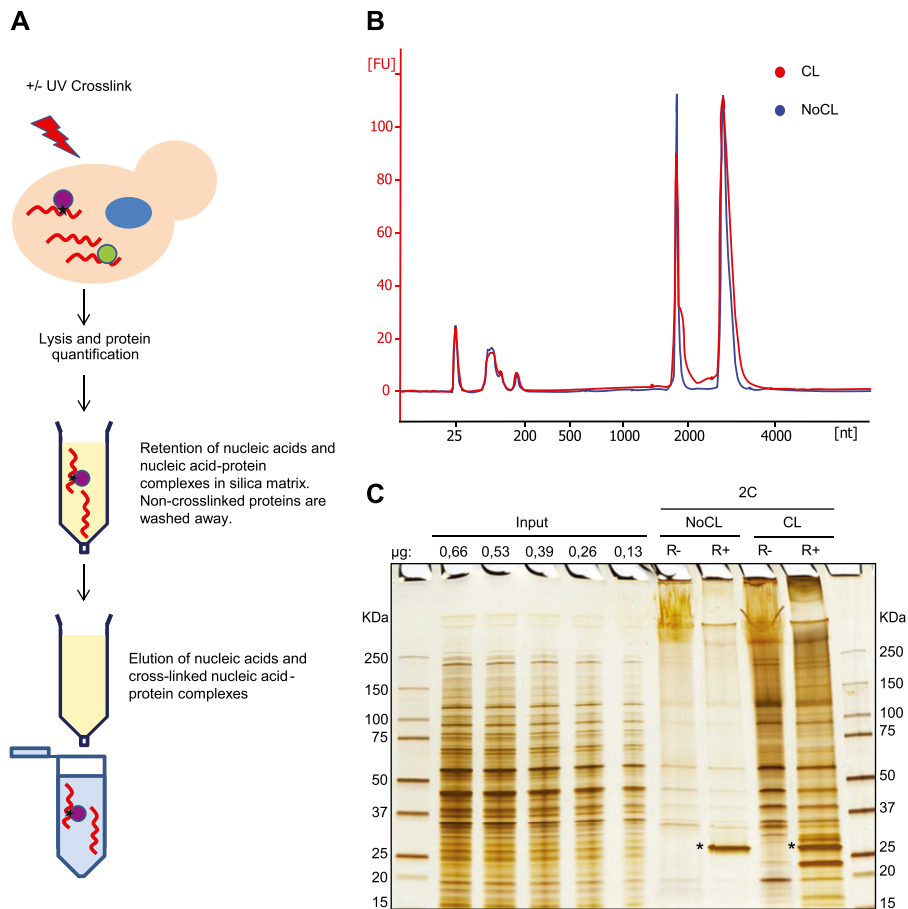 A
+/- UV Crosslink
Lysis and protein
quantification
Retention of nucleic acids and
nucleic acid-protein
complexes in silica matrix.
Non-crosslinked proteins are
washed away.
Elution of nucleic acids and
cross-linked nucleic acid-
protein complexes
B
[FU]
100
80
60
40
20
0
25 200 500 1000 2000 4000 [nt]
CL
NoCL
C
2C
Input NoCL CL
µg: 0,66 0,53 0,39 0,26 0,13 R- R+ R- R+
KDa
250
150
100
75
50
37
25
20
15
* *
KDa
250
150
100
75
50
37
25
20
15